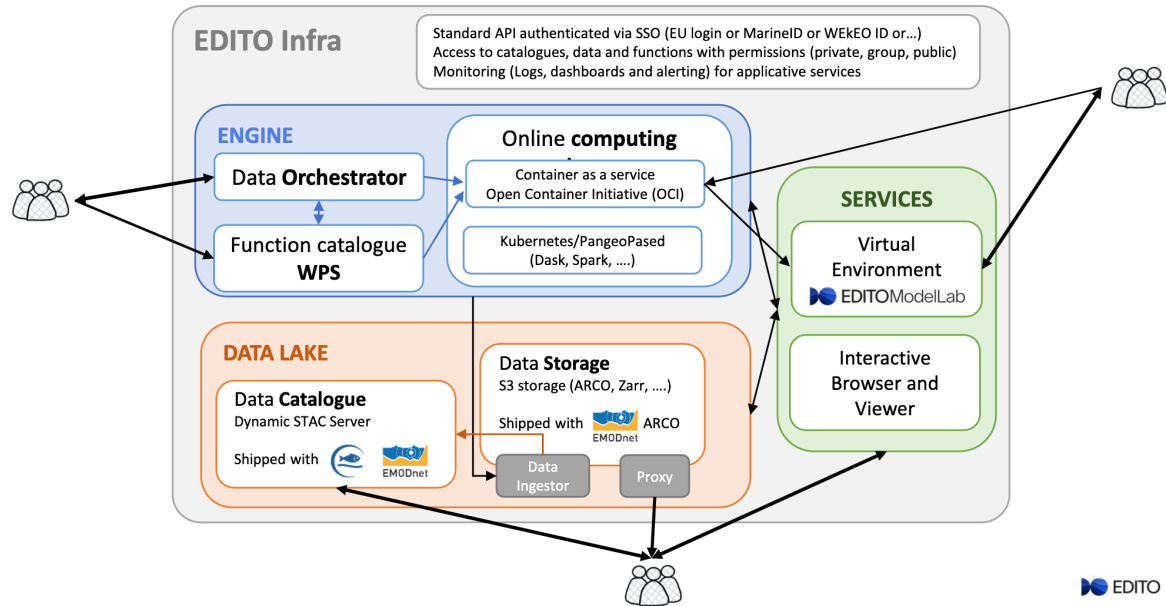 EDITO Infra
Standard API authenticated via SSO (EU login or MarineID or WEkEO ID or...)
Access to catalogues, data and functions with permissions (private, group, public)
Monitoring (Logs, dashboards and alerting) for applicative services
ENGINE
Data Orchestrator
Function catalogue
WPS
Online computing
Container as a service
Open Container Initiative (OCI)
Kubernetes/PangeoPased
(Dask, Spark, ....)
SERVICES
Virtual
Environment
EDITOModelLab
Interactive
Browser and
Viewer
DATA LAKE
Data Catalogue
Dynamic STAC Server
Shipped with
EMODnet
Data Storage
S3 storage (ARCO, Zarr, ....)
Shipped with EMODnet ARCO
Data
Ingestor
Proxy
EDITO